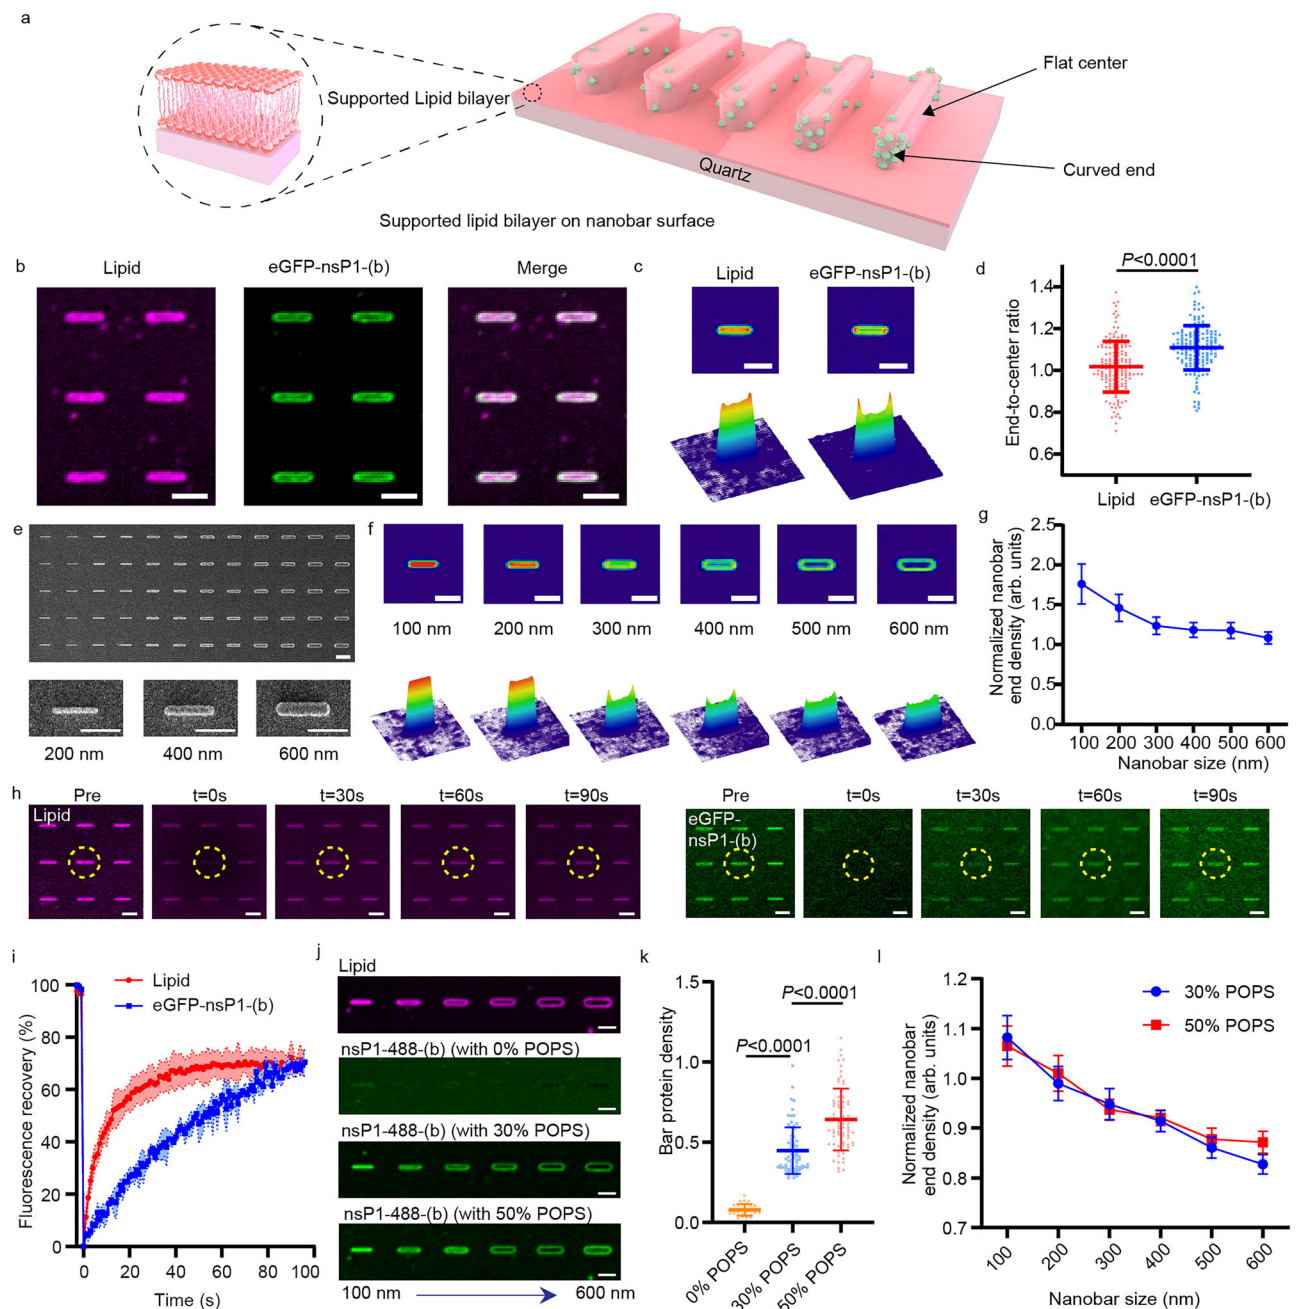 a
Supported Lipid bilayer
Flat center
Curved end
Quartz
Supported lipid bilayer on nanobar surface
b
Lipid
eGFP-nsP1-(b)
Merge
c
Lipid
eGFP-nsP1-(b)
d
P<0.0001
End-to-center ratio
1.4
1.2
1.0
0.8
0.6
Lipid
eGFP-nsP1-(b)
e
200 nm
400 nm
600 nm
f
100 nm
200 nm
300 nm
400 nm
500 nm
600 nm
g
Normalized nanobar
end density (arb. units)
2.5
2.0
1.5
1.0
0.5
0.0
100
200
300
400
500
600
Nanobar size (nm)
h
Pre
t=0s
t=30s
t=60s
t=90s
Lipid
Pre
t=0s
t=30s
t=60s
t=90s
eGFP-
nsP1-(b)
i
Lipid
eGFP-nsP1-(b)
Fluorescence recovery (%)
100
80
60
40
20
0
0
20
40
60
80
100
Time (s)
j
Lipid
nsP1-488-(b) (with 0% POPS)
nsP1-488-(b) (with 30% POPS)
nsP1-488-(b) (with 50% POPS)
100 nm
600 nm
k
P<0.0001
P<0.0001
Bar protein density
1.5
1.0
0.5
0.0
0% POPS
30% POPS
50% POPS
l
30% POPS
50% POPS
Normalized nanobar
end density (arb. units)
1.2
1.1
1.0
0.9
0.8
0.7
100
200
300
400
500
600
Nanobar size (nm)